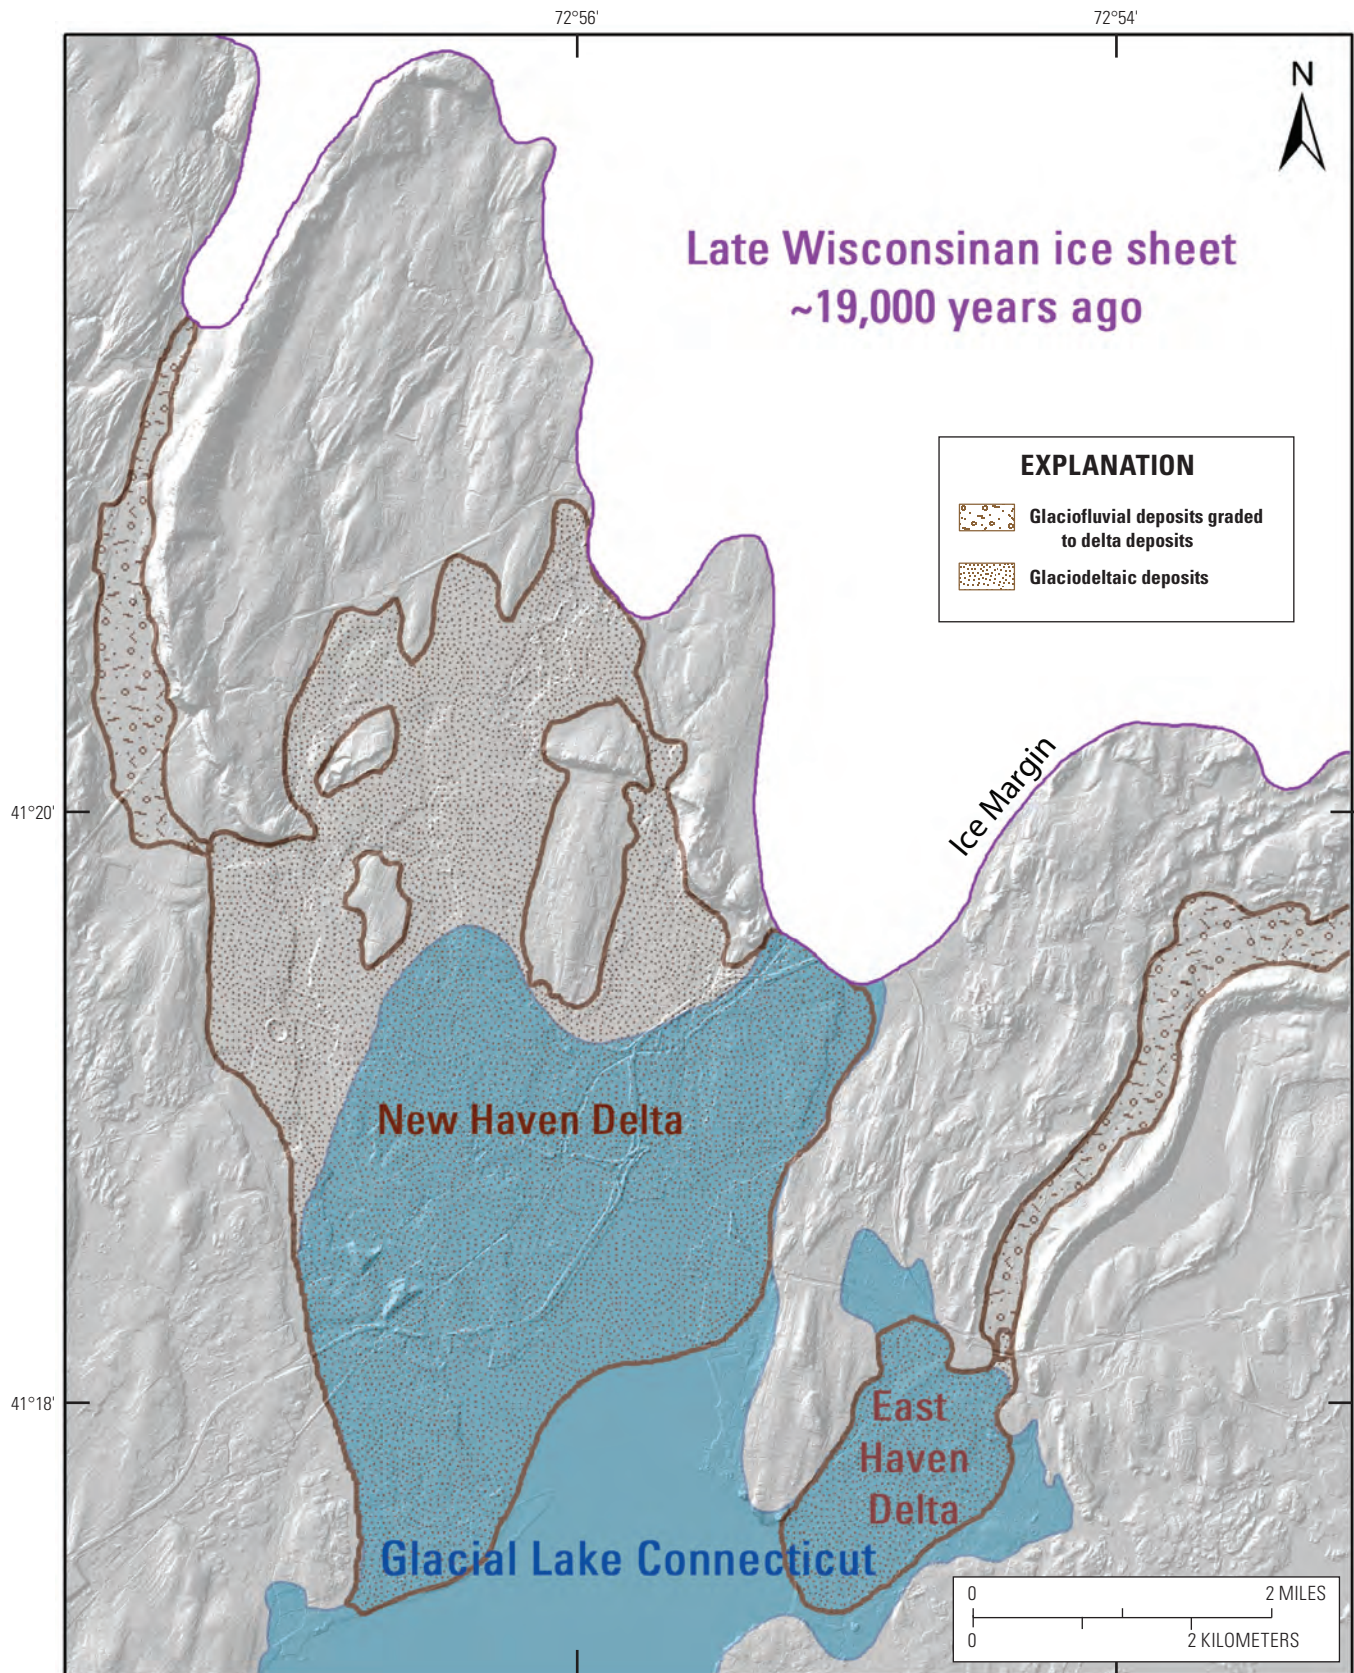 72°56'
72°54'
N
Late Wisconsinan ice sheet
~19,000 years ago
EXPLANATION
Glaciofluvial deposits graded
to delta deposits
Glaciodeltaic deposits
Ice Margin
41°20'
New Haven Delta
41°18'
East
Haven
Delta
Glacial Lake Connecticut
0 2 MILES
0 2 KILOMETERS